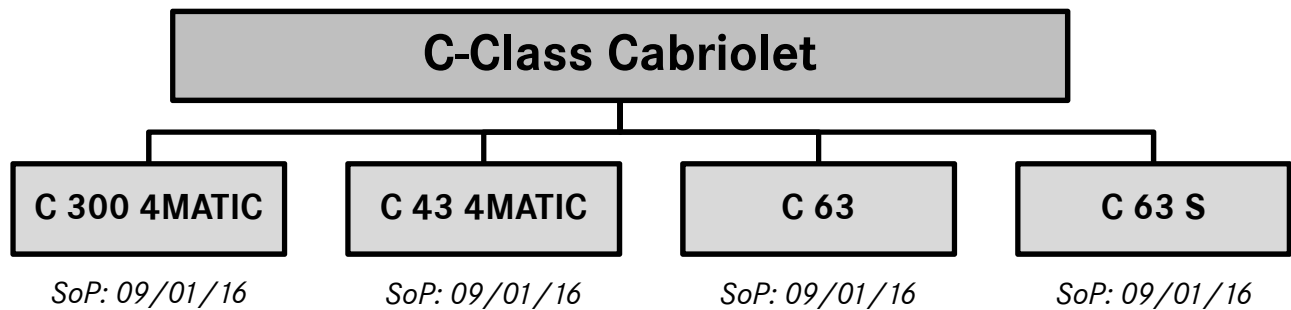 C-Class Cabriolet
C 300 4MATIC
C 43 4MATIC
C 63
C 63 S
SoP: 09/01/16
SoP: 09/01/16
SoP: 09/01/16
SoP: 09/01/16